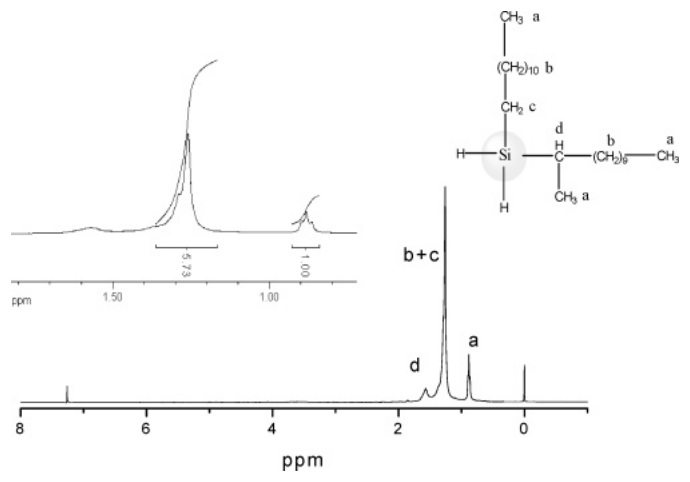 CH3 a
(CH2)10 b
CH2 c
d
H
b
a
H Si C (CH2)9 CH3
CH3 a
H
5.73
1.00
ppm
1.50
1.00
b+c
a
d
8
6
4
2
0
ppm